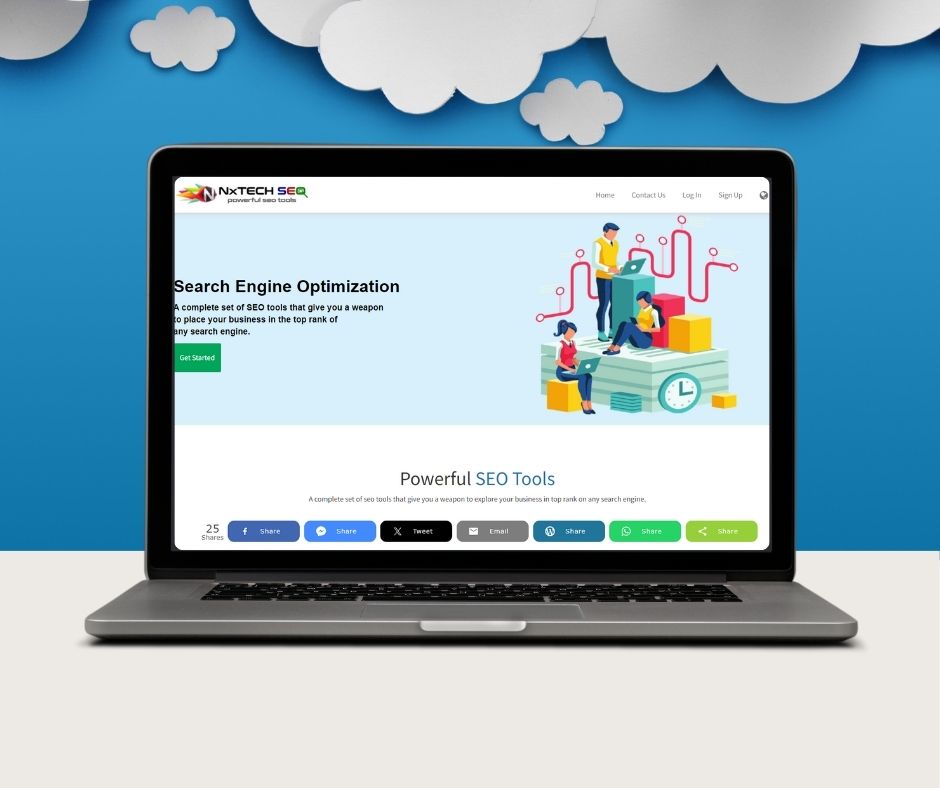 NxTECH SEO
powerful seo tools
Home Contact Us Log In Sign Up
Search Engine Optimization
A complete set of SEO tools that give you a weapon
to place your business in the top rank of
any search engine.
Get Started
Powerful SEO Tools
A complete set of seo tools that give you a weapon to explore your business in top rank on any search engine.
25
Shares
Share
Share
Tweet
Email
Share
Share
Share